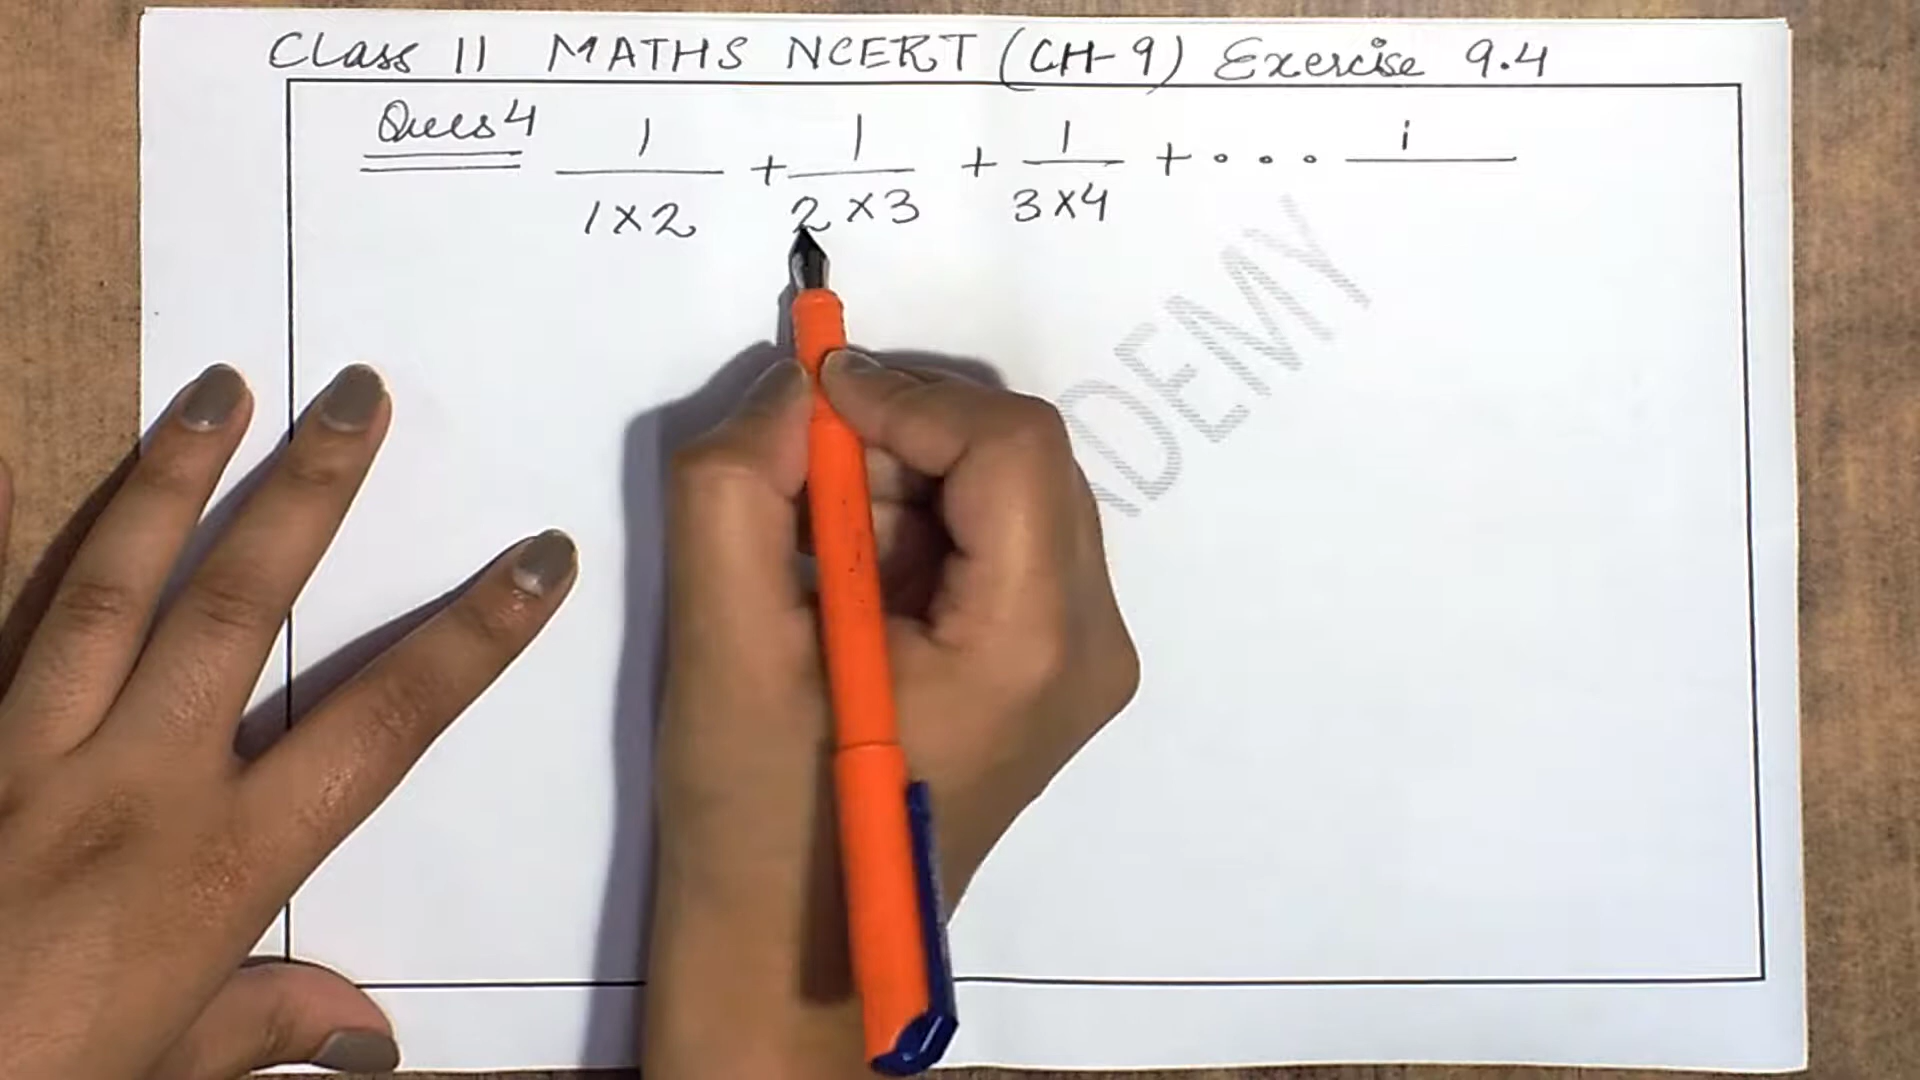 Class 11 MATHS NCERT (CH-9) Exercise 9.4
Ques 4 1/1×2 + 1/2×3 + 1/3×4 + . . . 1/
DEMY